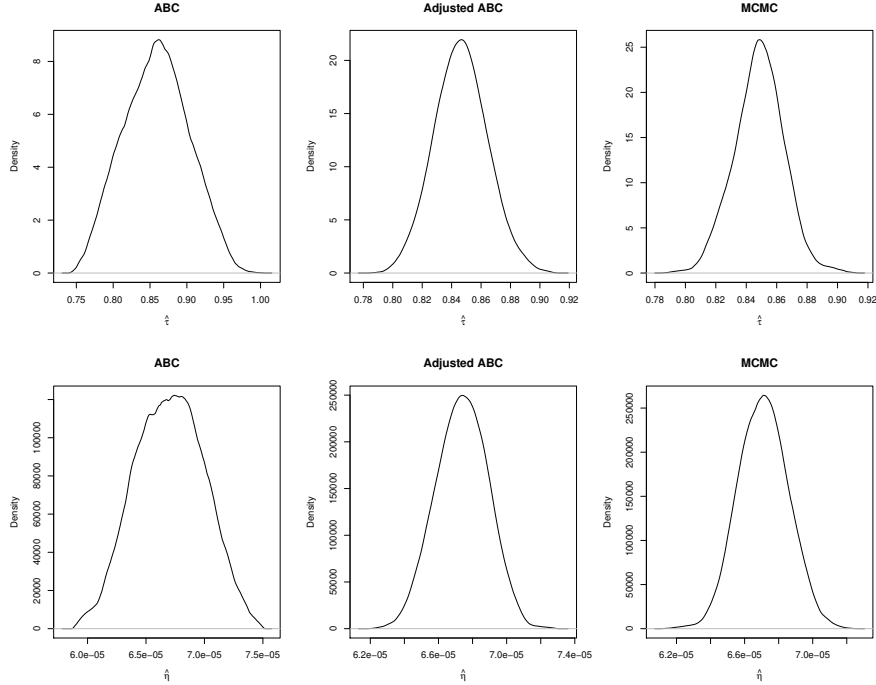 ABC
Adjusted ABC
MCMC
Density
0
2
4
6
8
0.75 0.80 0.85 0.90 0.95 1.00
τ̂
Density
0
5
10
15
20
0.78 0.80 0.82 0.84 0.86 0.88 0.90 0.92
τ̂
Density
0
5
10
15
20
25
0.78 0.80 0.82 0.84 0.86 0.88 0.90 0.92
τ̂
ABC
Adjusted ABC
MCMC
Density
0
20000
40000
60000
80000
100000
6.0e−05 6.5e−05 7.0e−05 7.5e−05
η̂
Density
0
50000
100000
150000
200000
250000
6.2e−05 6.6e−05 7.0e−05 7.4e−05
η̂
Density
0
50000
100000
150000
200000
250000
6.2e−05 6.6e−05 7.0e−05
η̂